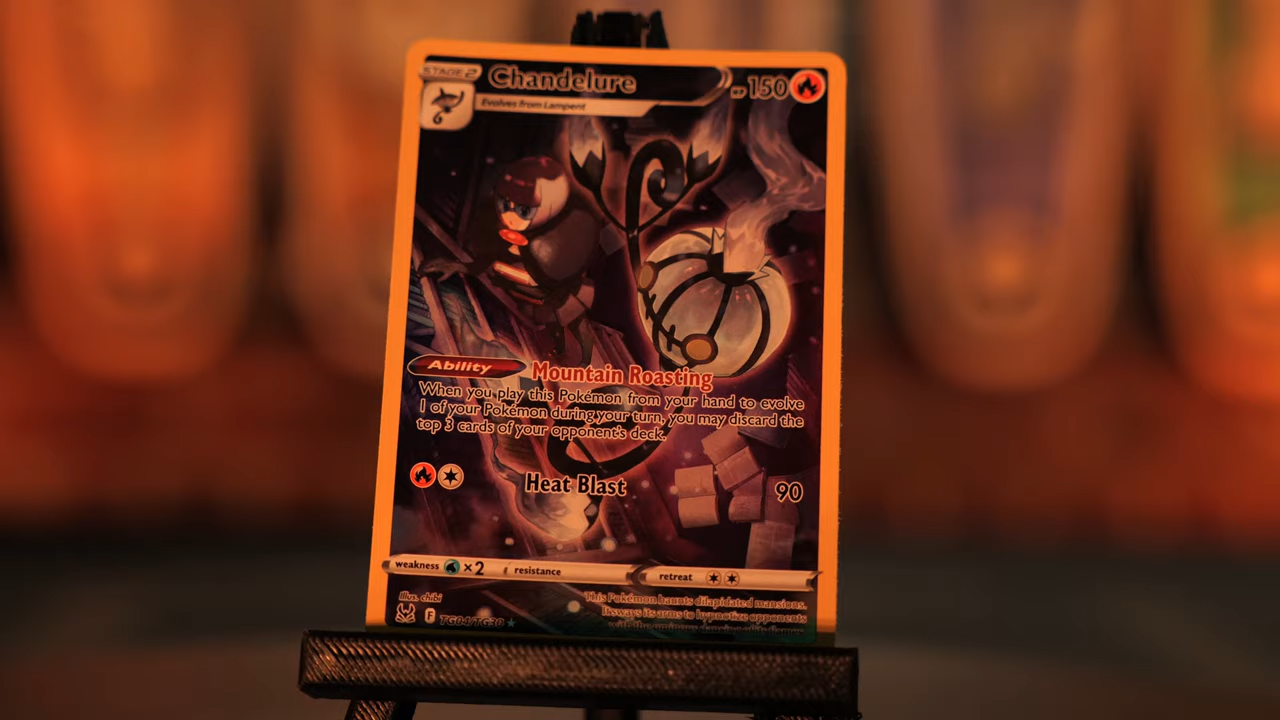 STAGE 2
Chandelure
HP 150
Evolves from Lampent
Ability Mountain Roasting
When you play this Pokémon from your hand to evolve
1 of your Pokémon during your turn, you may discard the
top 3 cards of your opponent's deck.
Heat Blast 90
weakness ×2 resistance retreat
Illus. chibi
This Pokémon haunts dilapidated mansions.
It sways its arms to hypnotize opponents
F TG04/TG30